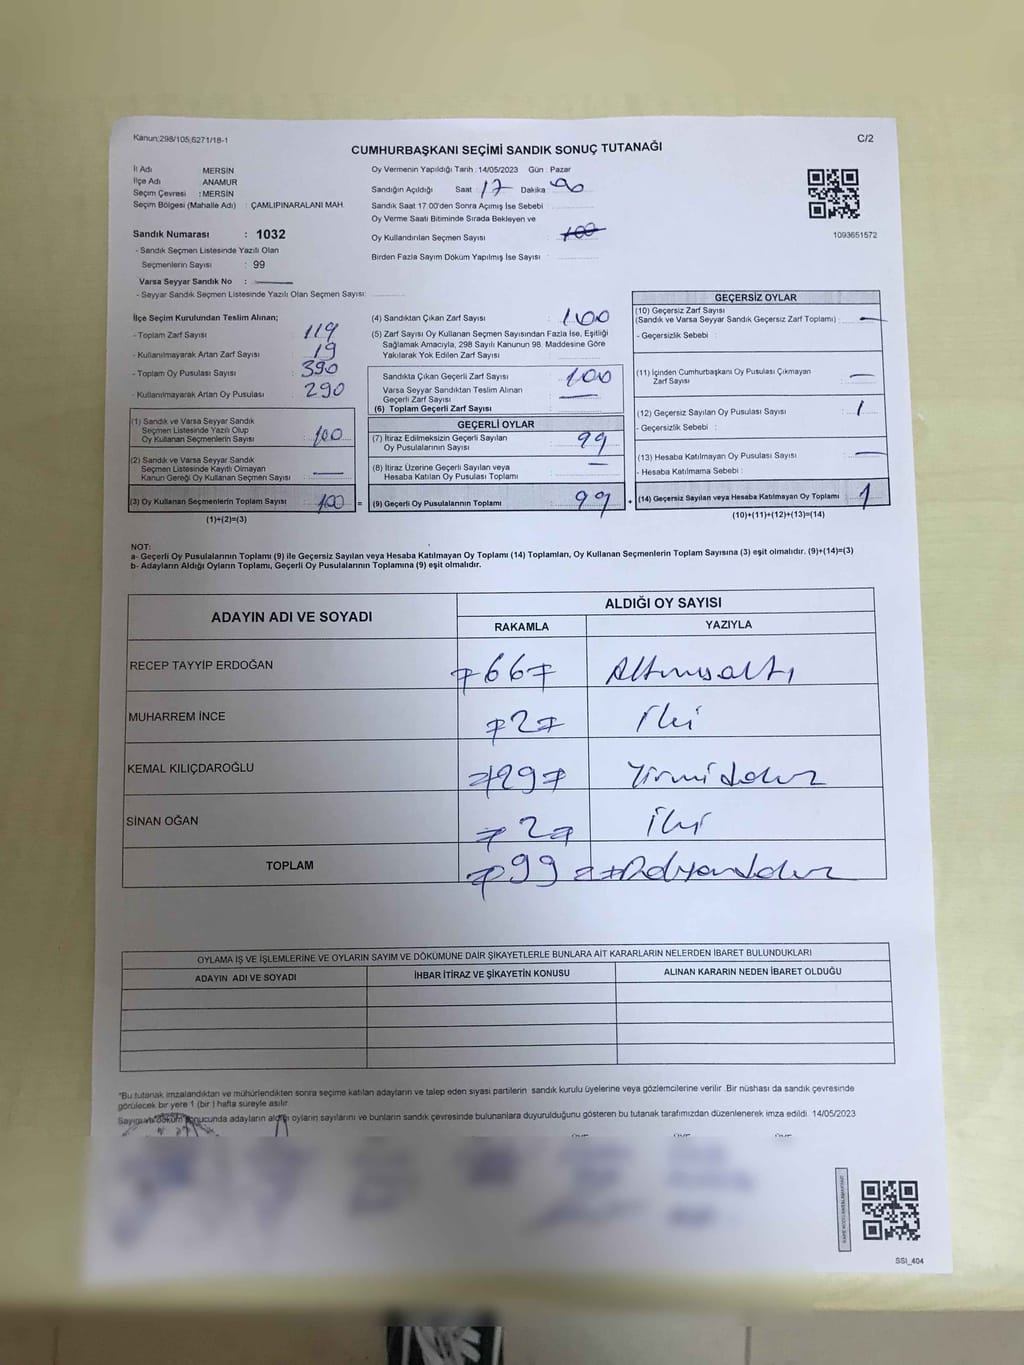 Kanun:298/105,6271/18-1
C/2
CUMHURBAŞKANI SEÇİMİ SANDIK SONUÇ TUTANAĞI
İl Adı MERSİN
İlçe Adı ANAMUR
Seçim Çevresi : MERSİN
Seçim Bölgesi (Mahalle Adı) : ÇAMLIPINARALANI MAH.
Sandık Numarası : 1032
- Sandık Seçmen Listesinde Yazılı Olan
Seçmenlerin Sayısı : 99
Varsa Seyyar Sandık No :
- Seyyar Sandık Seçmen Listesinde Yazılı Olan Seçmen Sayısı:
Oy Vermenin Yapıldığı Tarih : 14/05/2023 Gün : Pazar
Sandığın Açıldığı Saat 17 Dakika 00
Sandık Saat 17.00'den Sonra Açımış İse Sebebi :
Oy Verme Saati Bitiminde Sırada Bekleyen ve
Oy Kullandırılan Seçmen Sayısı : 100
Birden Fazla Sayım Döküm Yapılmış İse Sayısı :
1093651572
İlçe Seçim Kurulundan Teslim Alınan;
- Toplam Zarf Sayısı : 119
- Kullanılmayarak Artan Zarf Sayısı : 19
- Toplam Oy Pusulası Sayısı : 390
- Kullanılmayarak Artan Oy Pusulası : 290
(1) Sandık ve Varsa Seyyar Sandık
Seçmen Listesinde Yazılı Olup
Oy Kullanan Seçmenlerin Sayısı : 100
(2) Sandık ve Varsa Seyyar Sandık
Seçmen Listesinde Kayıtlı Olmayan
Kanun Gereği Oy Kullanan Seçmen Sayısı :
(3) Oy Kullanan Seçmenlerin Toplam Sayısı : 100 =
(1)+(2)=(3)
(4) Sandıktan Çıkan Zarf Sayısı : 100
(5) Zarf Sayısı Oy Kullanan Seçmen Sayısından Fazla İse, Eşitliği
Sağlamak Amacıyla, 298 Sayılı Kanunun 98. Maddesine Göre
Yakılarak Yok Edilen Zarf Sayısı :
Sandıkta Çıkan Geçerli Zarf Sayısı : 100
Varsa Seyyar Sandıktan Teslim Alınan
Geçerli Zarf Sayısı :
(6) Toplam Geçerli Zarf Sayısı :
GEÇERLİ OYLAR
(7) İtiraz Edilmeksizin Geçerli Sayılan
Oy Pusulalarının Sayısı : 99
(8) İtiraz Üzerine Geçerli Sayılan veya
Hesaba Katılan Oy Pusulası Toplamı :
(9) Geçerli Oy Pusulalarının Toplamı : 99 +
GEÇERSİZ OYLAR
(10) Geçersiz Zarf Sayısı
(Sandık ve Varsa Seyyar Sandık Geçersiz Zarf Toplamı) :
- Geçersizlik Sebebi :
(11) İçinden Cumhurbaşkanı Oy Pusulası Çıkmayan
Zarf Sayısı :
(12) Geçersiz Sayılan Oy Pusulası Sayısı : 1
- Geçersizlik Sebebi :
(13) Hesaba Katılmayan Oy Pusulası Sayısı :
- Hesaba Katılmama Sebebi :
(14) Geçersiz Sayılan veya Hesaba Katılmayan Oy Toplamı : 1
(10)+(11)+(12)+(13)=(14)
NOT:
a- Geçerli Oy Pusulalarının Toplamı (9) ile Geçersiz Sayılan veya Hesaba Katılmayan Oy Toplamı (14) Toplamları, Oy Kullanan Seçmenlerin Toplam Sayısına (3) eşit olmalıdır. (9)+(14)=(3)
b- Adayların Aldığı Oyların Toplamı, Geçerli Oy Pusulalarının Toplamına (9) eşit olmalıdır.
ADAYIN ADI VE SOYADI
ALDIĞI OY SAYISI
RAKAMLA YAZIYLA
RECEP TAYYİP ERDOĞAN 66 Altmışaltı
MUHARREM İNCE 2 iki
KEMAL KILIÇDAROĞLU 29 Yirmidokuz
SİNAN OĞAN 2 iki
TOPLAM 99 Doksandokuz
OYLAMA İŞ VE İŞLEMLERİNE VE OYLARIN SAYIM VE DÖKÜMÜNE DAİR ŞİKAYETLERLE BUNLARA AİT KARARLARIN NELERDEN İBARET BULUNDUKLARI
ADAYIN ADI VE SOYADI İHBAR İTİRAZ VE ŞİKAYETİN KONUSU ALINAN KARARIN NEDEN İBARET OLDUĞU
*Bu tutanak imzalandıktan ve mühürlendikten sonra seçime katılan adayların ve talep eden siyasi partilerin sandık kurulu üyelerine veya gözlemcilerine verilir .Bir nüshası da sandık çevresinde
görülecek bir yere 1 (bir ) hafta süreyle asılır.
Sayım ve döküm sonucunda adayların aldığı oyların sayılarını ve bunların sandık çevresinde bulunanlara duyurulduğunu gösteren bu tutanak tarafımızdan düzenlenerek imza edildi. 14/05/2023
SSI_404